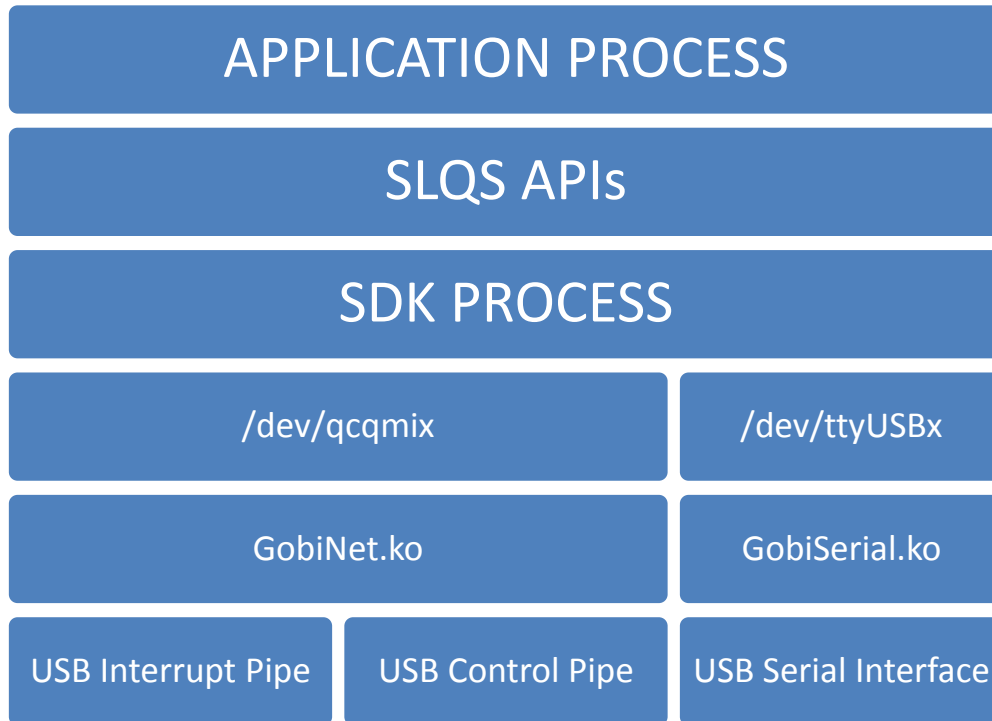 APPLICATION PROCESS
SLQS APIs
SDK PROCESS
/dev/qcqmix
/dev/ttyUSBx
GobiNet.ko
GobiSerial.ko
USB Interrupt Pipe
USB Control Pipe
USB Serial Interface